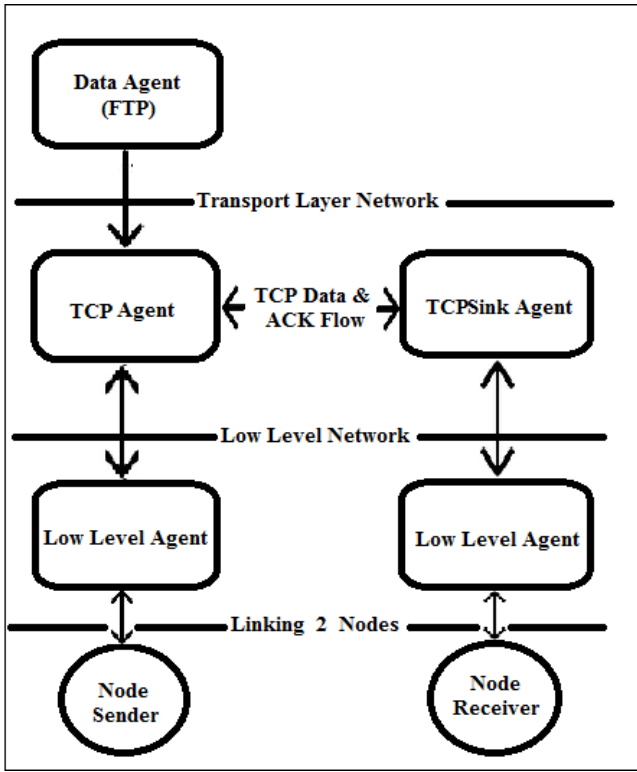 Data Agent
(FTP)
Transport Layer Network
TCP Agent
TCP Data &
ACK Flow
TCPSink Agent
Low Level Network
Low Level Agent
Low Level Agent
Linking 2 Nodes
Node
Sender
Node
Receiver